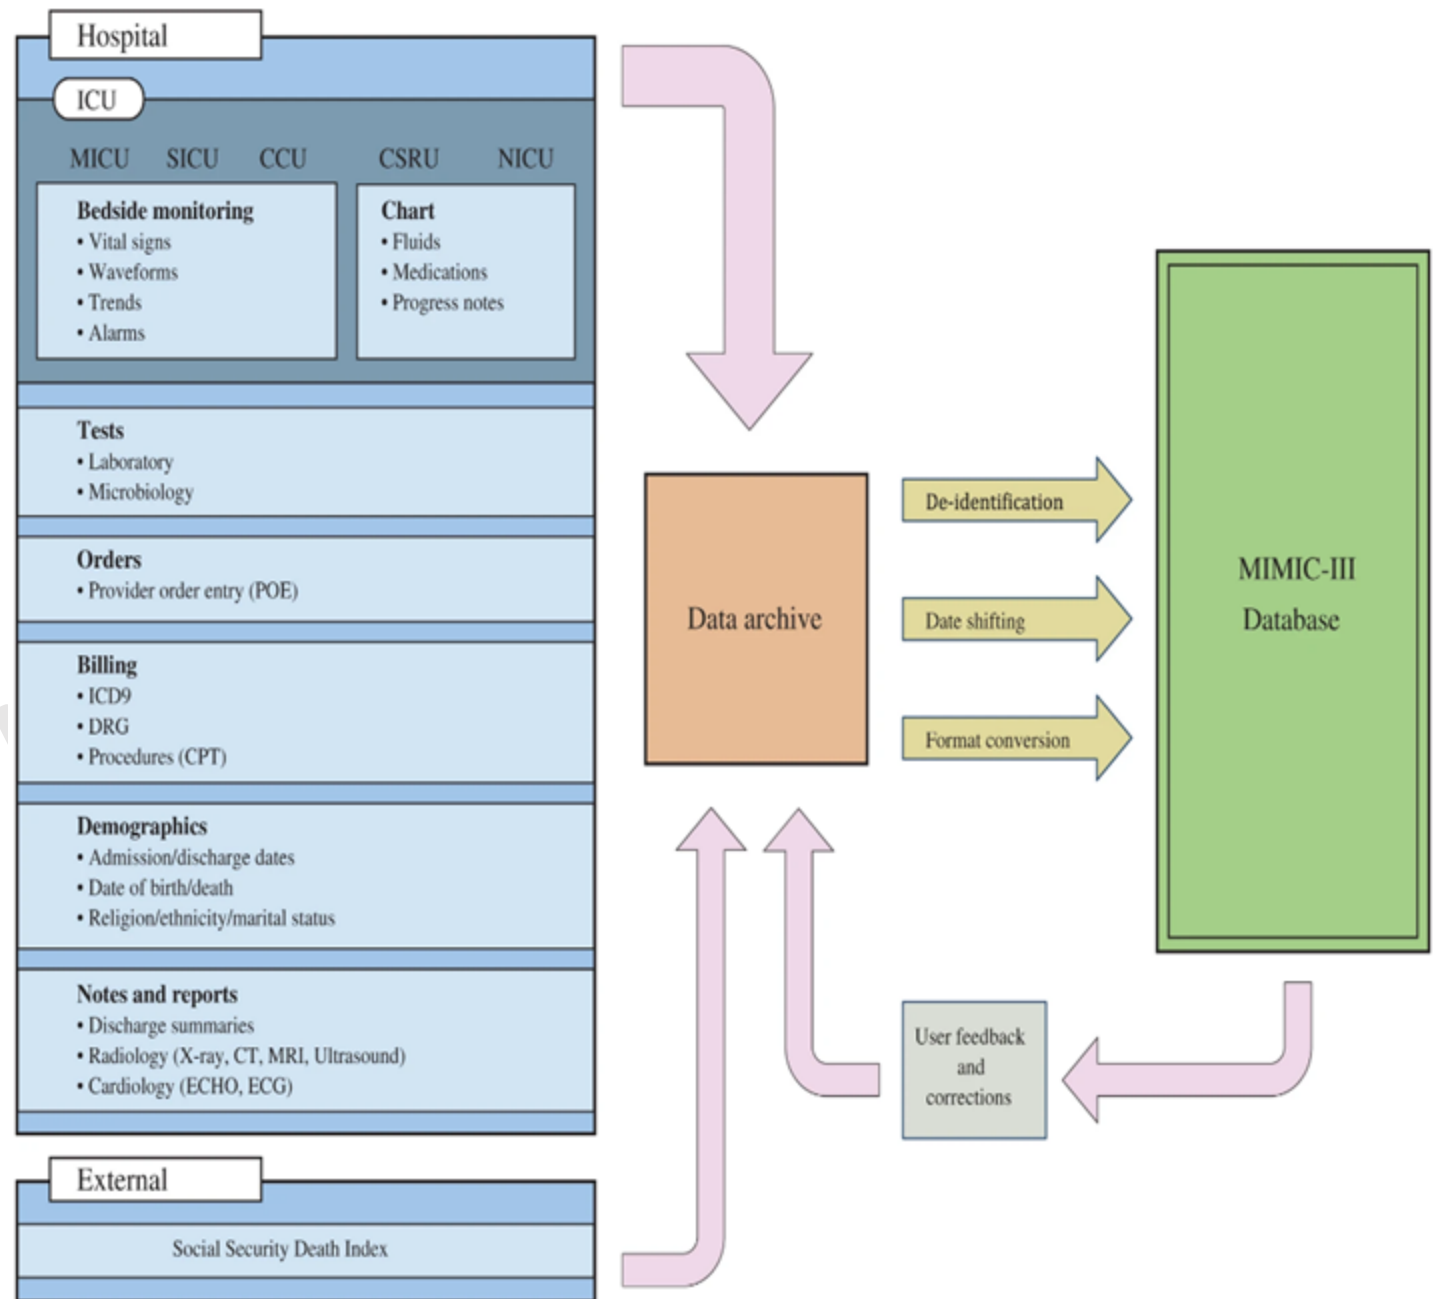 Hospital
ICU
MICU SICU CCU CSRU NICU
Bedside monitoring
• Vital signs
• Waveforms
• Trends
• Alarms
Chart
• Fluids
• Medications
• Progress notes
Tests
• Laboratory
• Microbiology
Orders
• Provider order entry (POE)
Billing
• ICD9
• DRG
• Procedures (CPT)
Demographics
• Admission/discharge dates
• Date of birth/death
• Religion/ethnicity/marital status
Notes and reports
• Discharge summaries
• Radiology (X-ray, CT, MRI, Ultrasound)
• Cardiology (ECHO, ECG)
External
Social Security Death Index
Data archive
De-identification
Date shifting
Format conversion
MIMIC-III
Database
User feedback
and
corrections